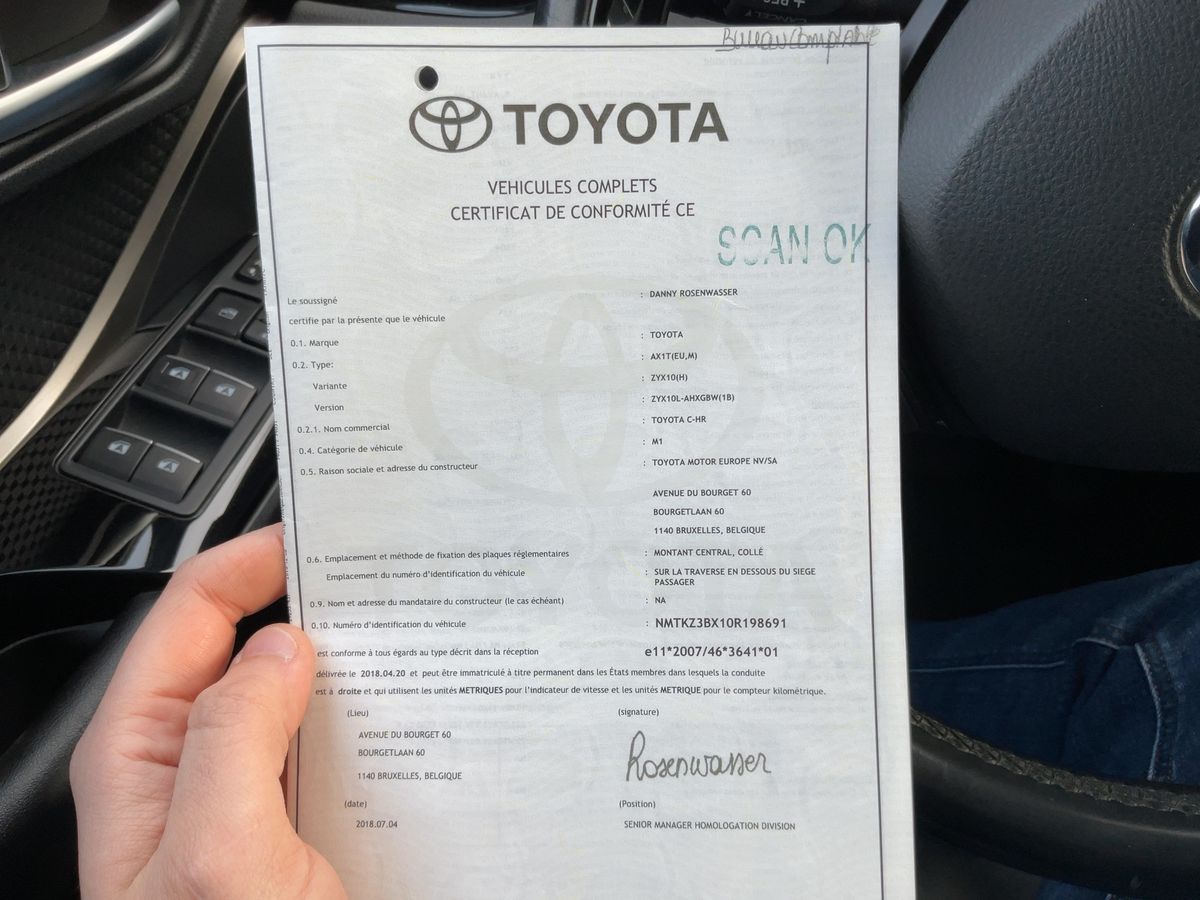 Bureau Comptable
TOYOTA
VEHICULES COMPLETS
CERTIFICAT DE CONFORMITÉ CE
SCAN OK
Le soussigné : DANNY ROSENWASSER
certifie par la présente que le véhicule
0.1. Marque : TOYOTA
0.2. Type: : AX1T(EU,M)
Variante : ZYX10(H)
Version : ZYX10L-AHXGBW(1B)
0.2.1. Nom commercial : TOYOTA C-HR
0.4. Catégorie de véhicule : M1
0.5. Raison sociale et adresse du constructeur : TOYOTA MOTOR EUROPE NV/SA
AVENUE DU BOURGET 60
BOURGETLAAN 60
1140 BRUXELLES, BELGIQUE
0.6. Emplacement et méthode de fixation des plaques réglementaires : MONTANT CENTRAL, COLLÉ
Emplacement du numéro d'identification du véhicule : SUR LA TRAVERSE EN DESSOUS DU SIEGE
PASSAGER
0.9. Nom et adresse du mandataire du constructeur (le cas échéant) : NA
0.10. Numéro d'identification du véhicule : NMTKZ3BX10R198691
est conforme à tous égards au type décrit dans la réception e11*2007/46*3641*01
délivrée le 2018.04.20 et peut être immatriculé à titre permanent dans les États membres dans lesquels la conduite
est à droite et qui utilisent les unités METRIQUES pour l'indicateur de vitesse et les unités METRIQUE pour le compteur kilométrique.
(Lieu) (signature)
AVENUE DU BOURGET 60
BOURGETLAAN 60
Rosenwasser
1140 BRUXELLES, BELGIQUE
(date) (Position)
2018.07.04 SENIOR MANAGER HOMOLOGATION DIVISION